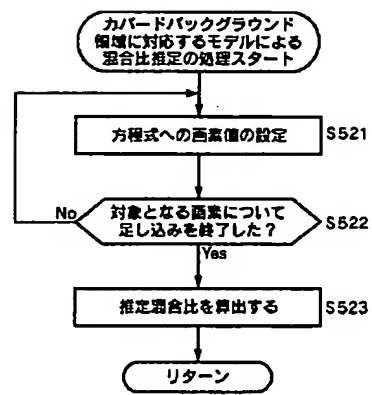 カバードバックグラウンド
領域に対応するモデルによる
混合比推定の処理スタート
方程式への画素値の設定
S521
対象となる画素について
足し込みを終了した？
S522
No
Yes
推定混合比を算出する
S523
リターン